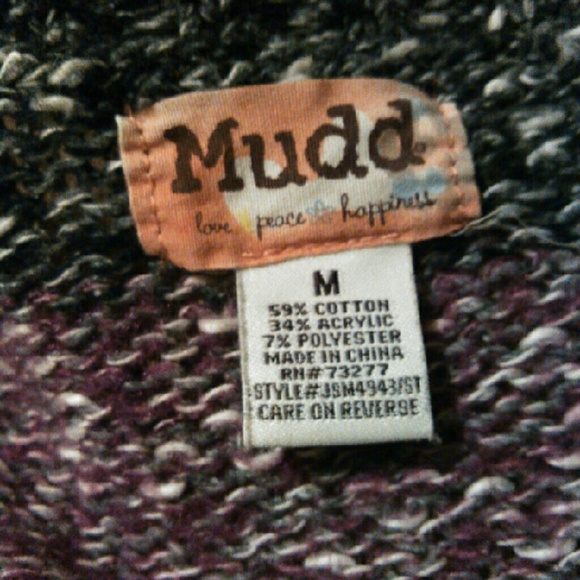 Mudd
love peace happiness
M
59% COTTON
34% ACRYLIC
7% POLYESTER
MADE IN CHINA
RN#73277
STYLE#JSM4943/ST
CARE ON REVERSE